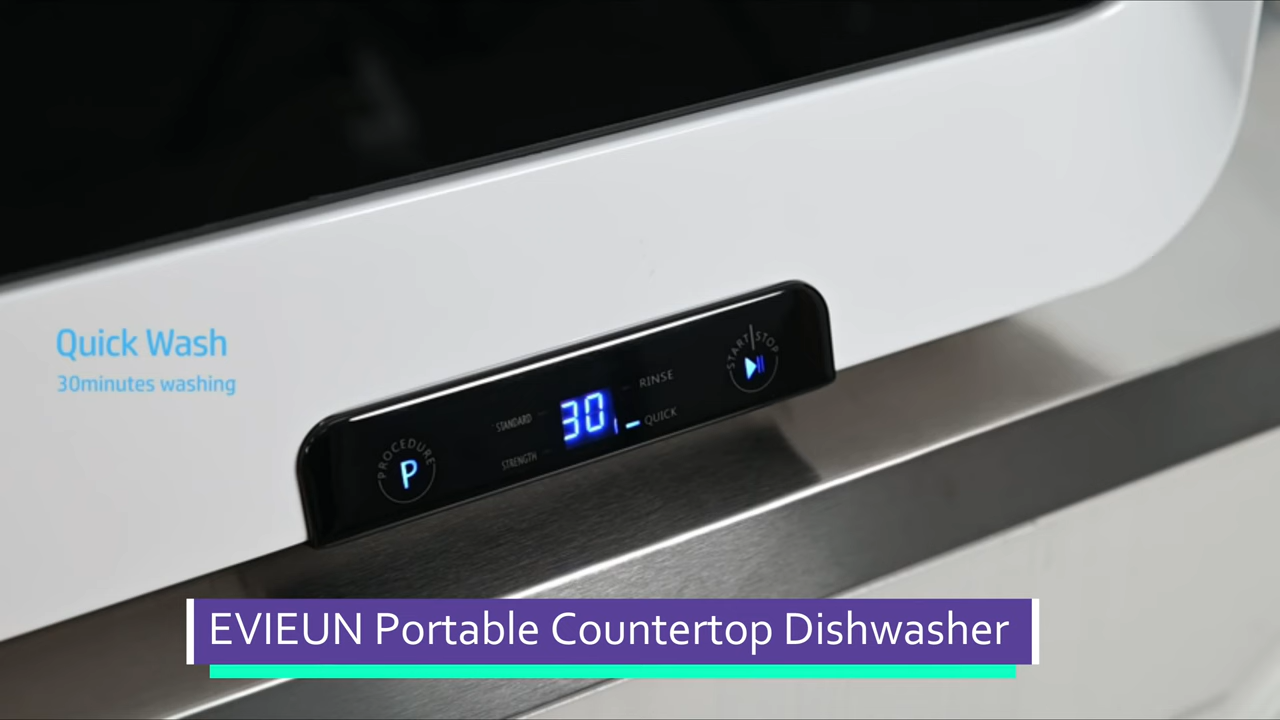 Quick Wash
30minutes washing
PROCEDURE
P
STANDARD
STRENGTH
30
RINSE
QUICK
START|STOP
EVIEUN Portable Countertop Dishwasher